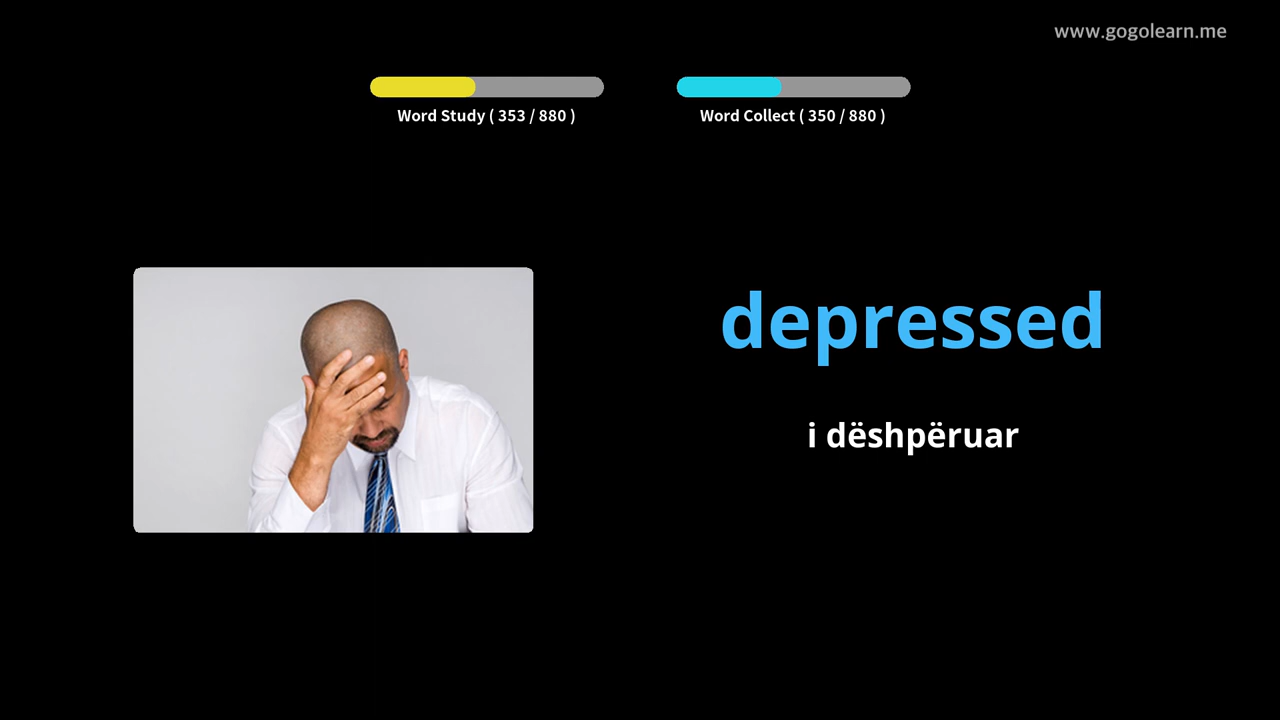 www.gogolearn.me
Word Study ( 353 / 880 )
Word Collect ( 350 / 880 )
depressed
i dëshpëruar